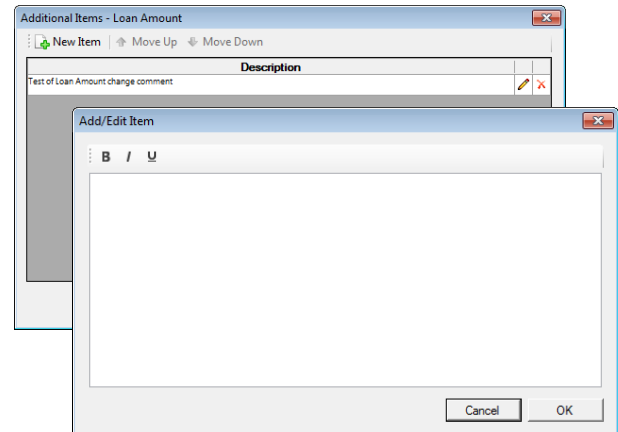 Additional Items - Loan Amount
New Item Move Up Move Down
Description
Test of Loan Amount change comment
Add/Edit Item
B I U
Cancel OK